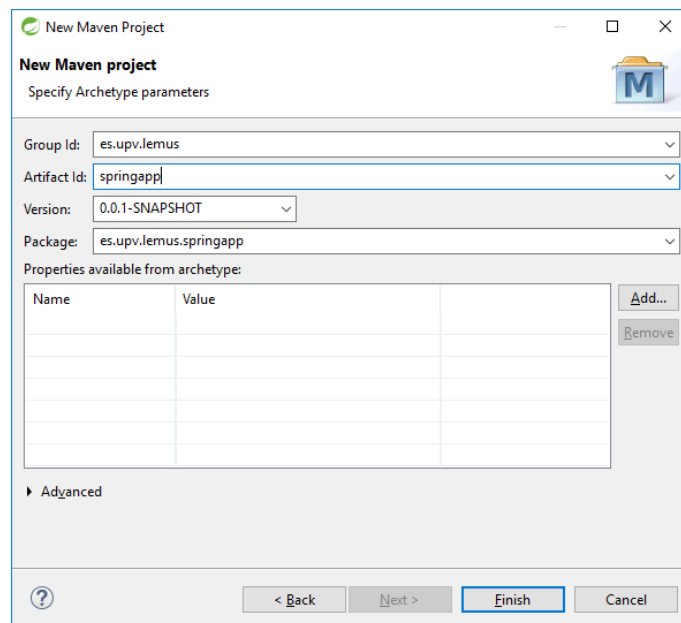 New Maven Project
New Maven project
Specify Archetype parameters
M
Group Id: es.upv.lemus
Artifact Id: springapp
Version: 0.0.1-SNAPSHOT
Package: es.upv.lemus.springapp
Properties available from archetype:
Name Value Add...
Remove
Advanced
? < Back Next > Finish Cancel